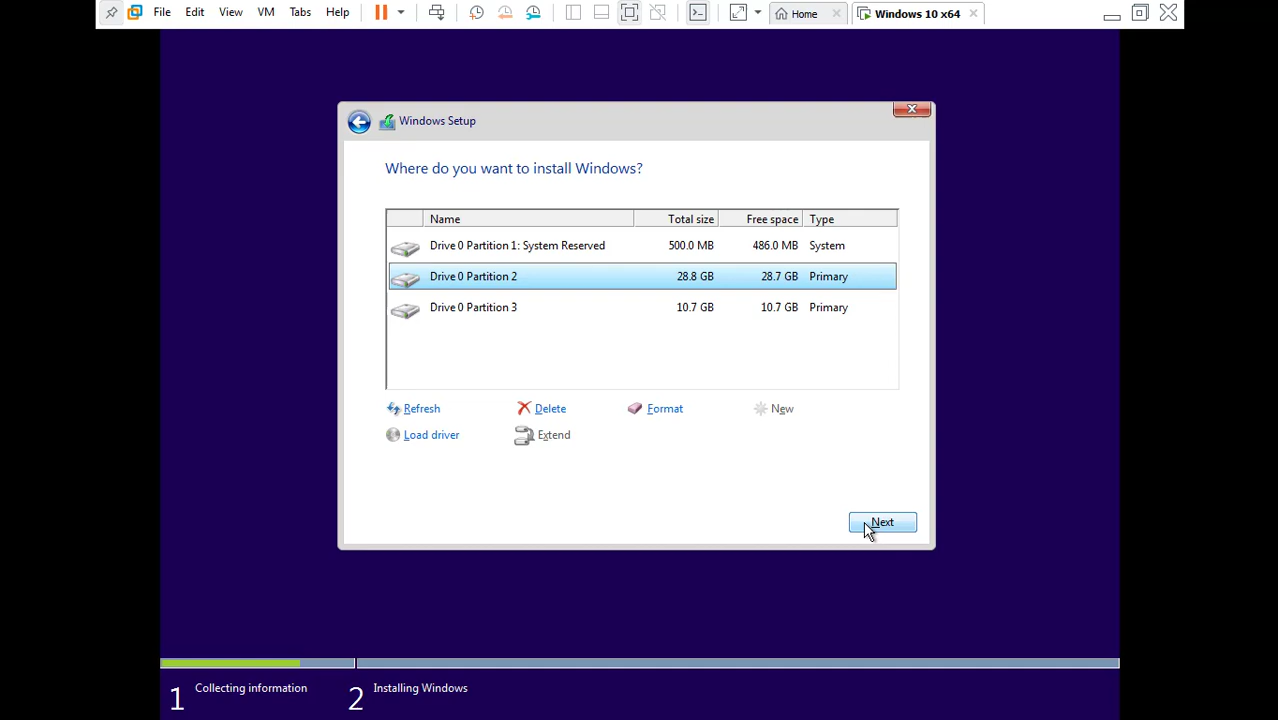 File Edit View VM Tabs Help Home Windows 10 x64
Windows Setup
Where do you want to install Windows?
Name Total size Free space Type
Drive 0 Partition 1: System Reserved 500.0 MB 486.0 MB System
Drive 0 Partition 2 28.8 GB 28.7 GB Primary
Drive 0 Partition 3 10.7 GB 10.7 GB Primary
Refresh Delete Format New
Load driver Extend
Next
1 Collecting information 2 Installing Windows